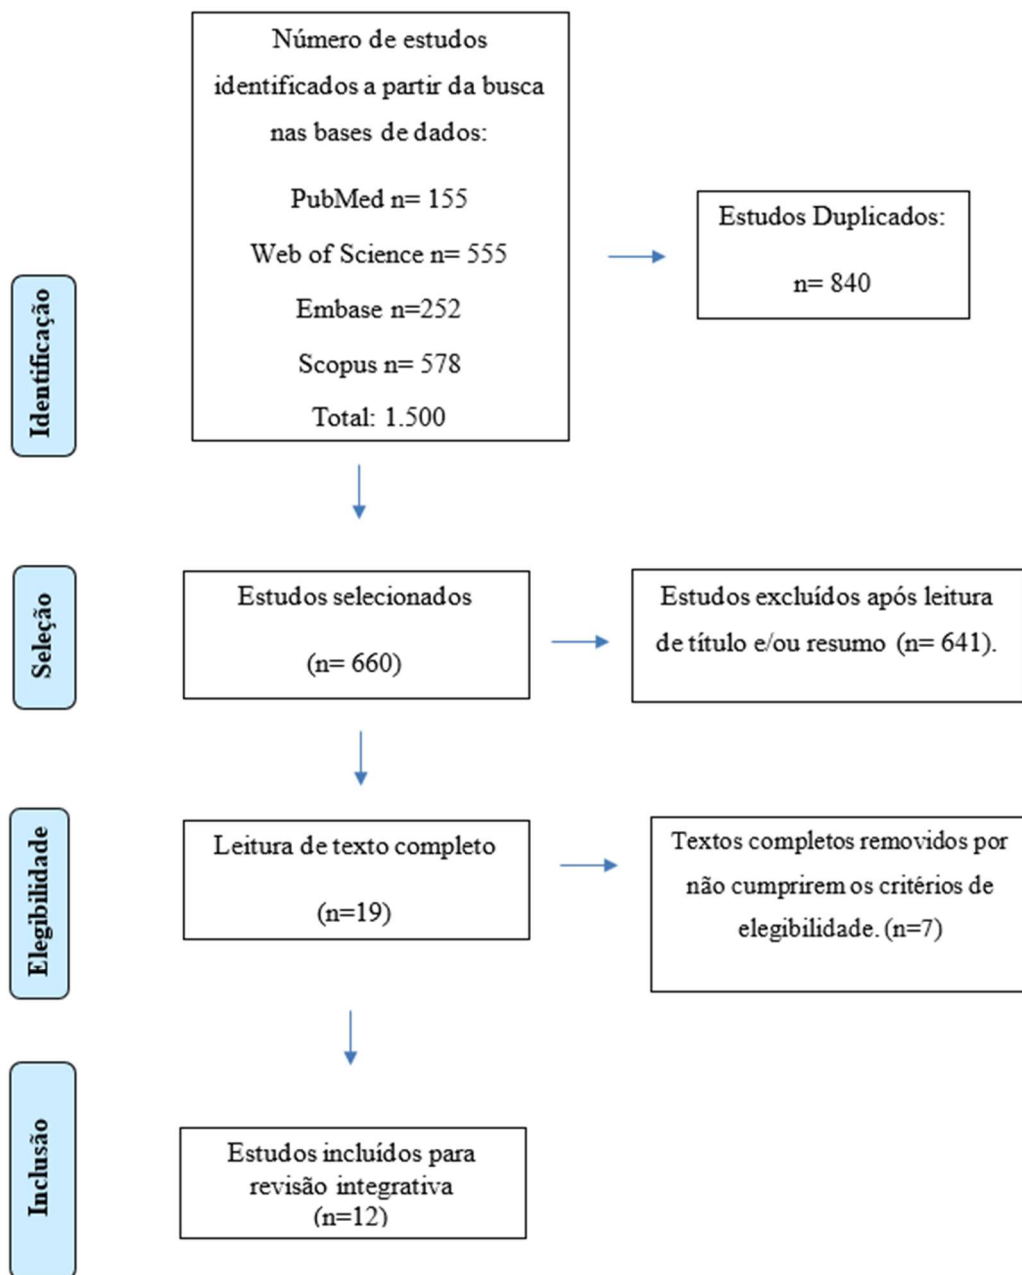 Número de estudos
identificados a partir da busca
nas bases de dados:
PubMed n= 155
Web of Science n= 555
Embase n=252
Scopus n= 578
Total: 1.500
Estudos Duplicados:
n= 840
Identificação
Estudos selecionados
(n= 660)
Estudos excluídos após leitura
de título e/ou resumo (n= 641).
Seleção
Leitura de texto completo
(n=19)
Textos completos removidos por
não cumprirem os critérios de
elegibilidade. (n=7)
Elegibilidade
Estudos incluídos para
revisão integrativa
(n=12)
Inclusão